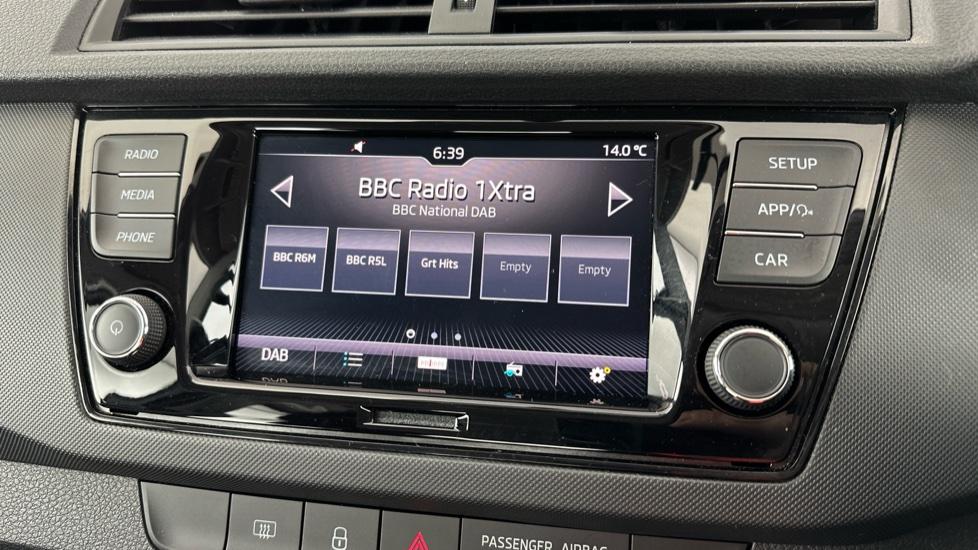 RADIO
MEDIA
PHONE
6:39
14.0 °C
BBC Radio 1Xtra
BBC National DAB
BBC R6M
BBC R5L
Grt Hits
Empty
Empty
DAB
SETUP
APP/
CAR
PASSENGER AIRBAG